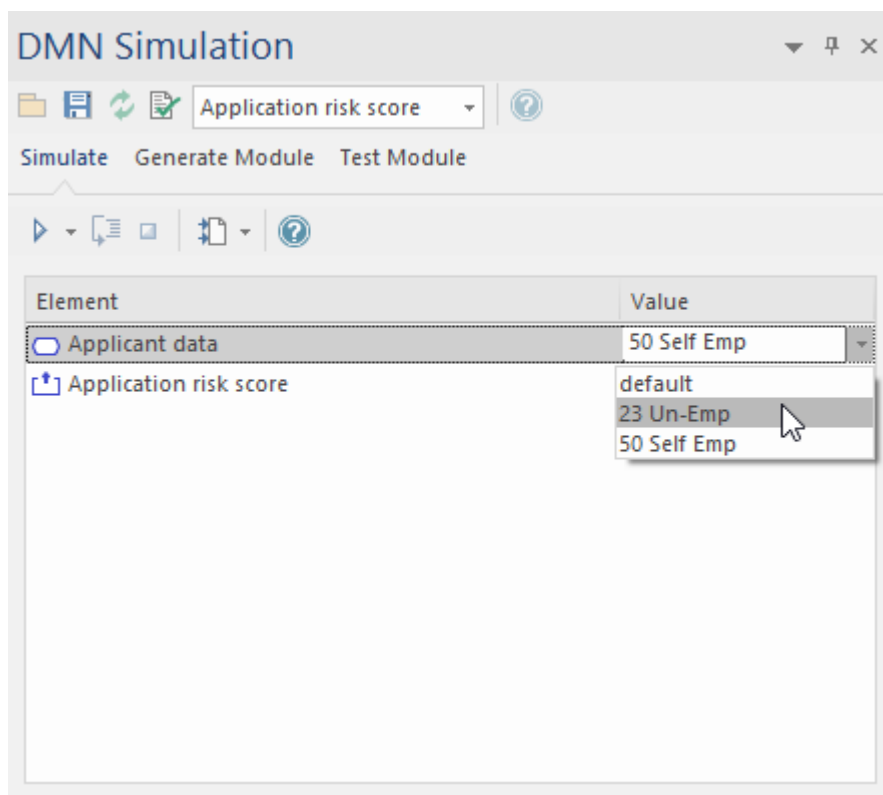 DMN Simulation
Application risk score
Simulate Generate Module Test Module
Element Value
Applicant data 50 Self Emp
Application risk score default
23 Un-Emp
50 Self Emp